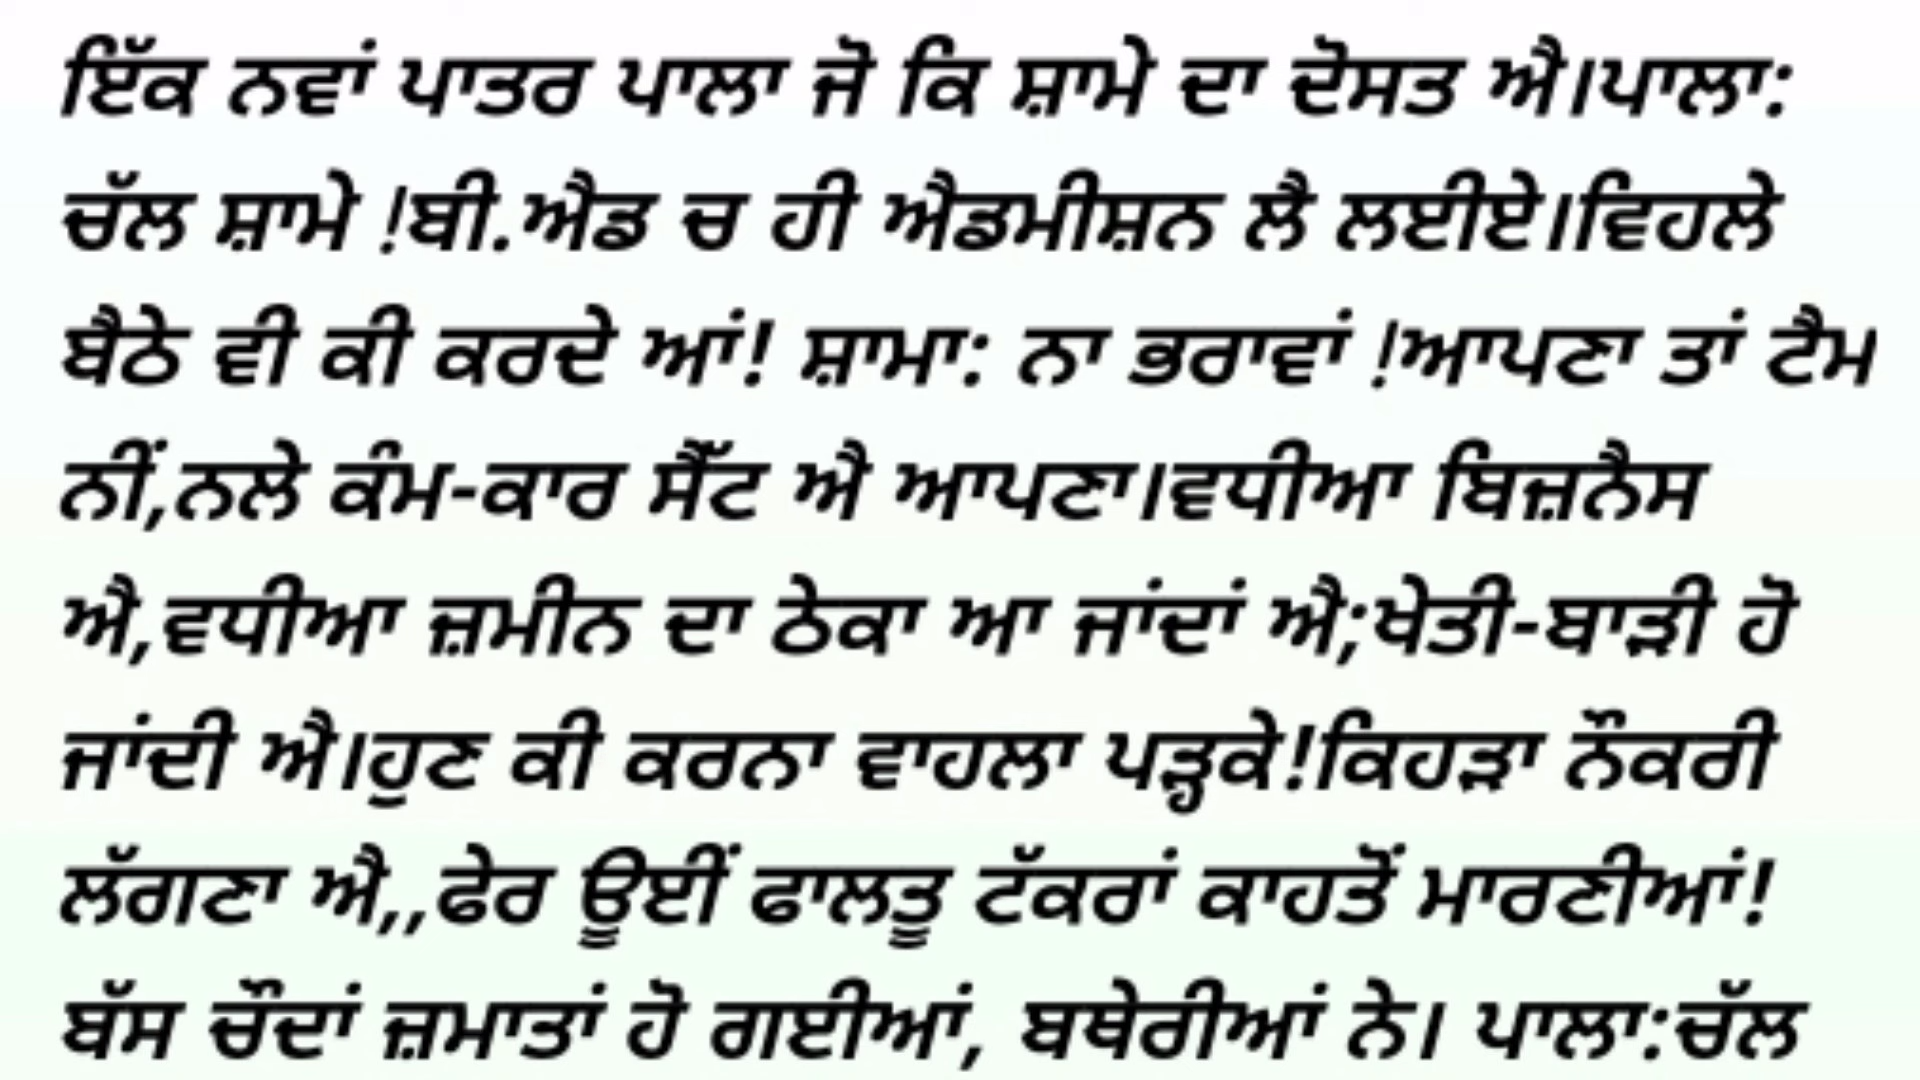 ਇੱਕ ਨਵਾਂ ਪਾਤਰ ਪਾਲਾ ਜੋ ਕਿ ਸ਼ਾਮੇ ਦਾ ਦੋਸਤ ਐ।ਪਾਲਾ:
ਚੱਲ ਸ਼ਾਮੇ !ਬੀ.ਐਡ ਚ ਹੀ ਐਡਮੀਸ਼ਨ ਲੈ ਲਈਏ।ਵਿਹਲੇ
ਬੈਠੇ ਵੀ ਕੀ ਕਰਦੇ ਆਂ! ਸ਼ਾਮਾ: ਨਾ ਭਰਾਵਾਂ !ਆਪਣਾ ਤਾਂ ਟੈਮ
ਨੀਂ,ਨਲੇ ਕੰਮ-ਕਾਰ ਸੈੱਟ ਐ ਆਪਣਾ।ਵਧੀਆ ਬਿਜ਼ਨੈਸ
ਐ,ਵਧੀਆ ਜ਼ਮੀਨ ਦਾ ਠੇਕਾ ਆ ਜਾਂਦਾਂ ਐ;ਖੇਤੀ-ਬਾੜੀ ਹੋ
ਜਾਂਦੀ ਐ।ਹੁਣ ਕੀ ਕਰਨਾ ਵਾਹਲਾ ਪੜ੍ਹਕੇ!ਕਿਹੜਾ ਨੌਕਰੀ
ਲੱਗਣਾ ਐ,,ਫੇਰ ਊਈਂ ਫਾਲਤੂ ਟੱਕਰਾਂ ਕਾਹਤੋਂ ਮਾਰਣੀਆਂ!
ਬੱਸ ਚੌਦਾਂ ਜ਼ਮਾਤਾਂ ਹੋ ਗਈਆਂ, ਬਥੇਰੀਆਂ ਨੇ। ਪਾਲਾ:ਚੱਲ